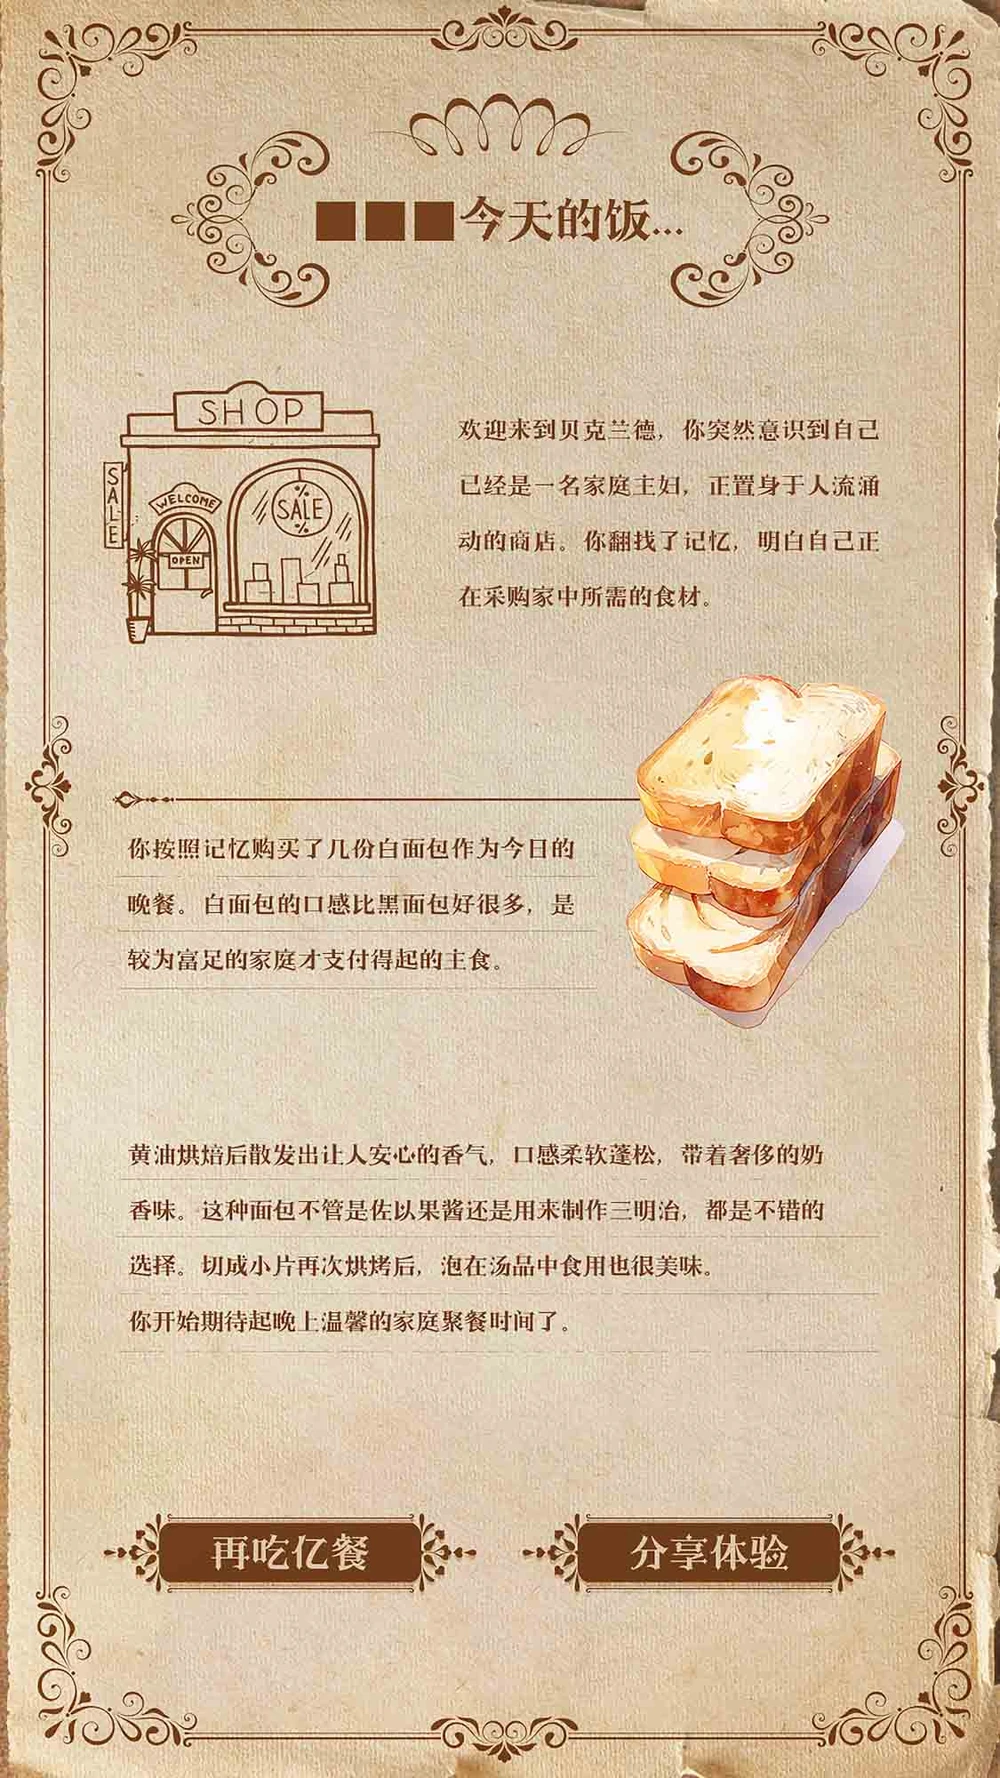 ■■■今天的饭...
SHOP
SALE
WELCOME
OPEN
% SALE %
欢迎来到贝克兰德，你突然意识到自己
已经是一名家庭主妇，正置身于人流涌
动的商店。你翻找了记忆，明白自己正
在采购家中所需的食材。
你按照记忆购买了几份白面包作为今日的
晚餐。白面包的口感比黑面包好很多，是
较为富足的家庭才支付得起的主食。
黄油烘焙后散发出让人安心的香气，口感柔软蓬松，带着奢侈的奶
香味。这种面包不管是佐以果酱还是用来制作三明治，都是不错的
选择。切成小片再次烘烤后，泡在汤品中食用也很美味。
你开始期待起晚上温馨的家庭聚餐时间了。
再吃亿餐
分享体验